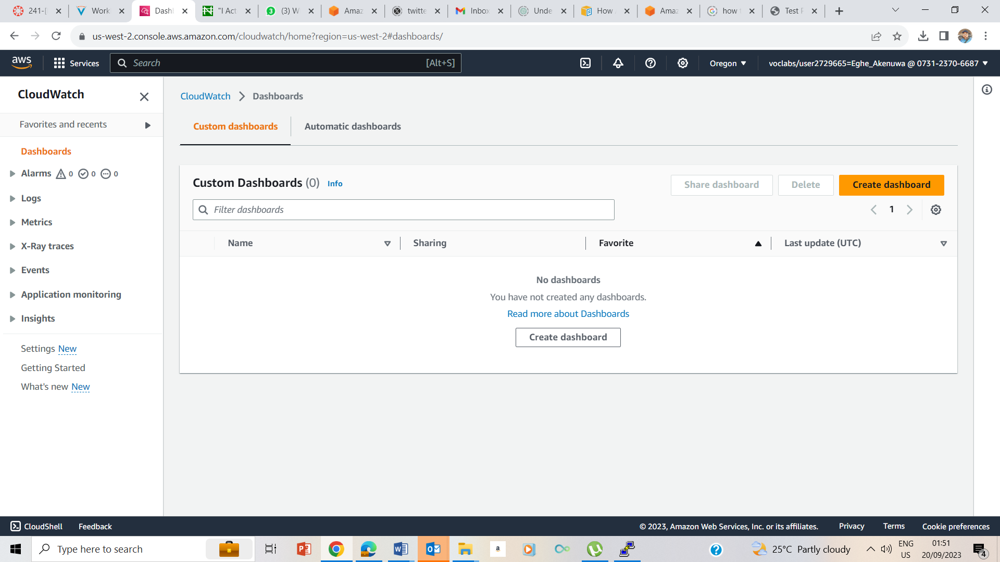 241-[
Work
Dashb
"I Act
(3) W
Amaz
twitte
Inbox
Unde
How
Amaz
how t
Test P
us-west-2.console.aws.amazon.com/cloudwatch/home?region=us-west-2#dashboards/
aws
Services
Search
[Alt+S]
Oregon
voclabs/user2729665=Eghe_Akenuwa @ 0731-2370-6687
CloudWatch
Favorites and recents
Dashboards
Alarms 0 0 0
Logs
Metrics
X-Ray traces
Events
Application monitoring
Insights
Settings New
Getting Started
What's new New
CloudWatch Dashboards
Custom dashboards
Automatic dashboards
Custom Dashboards (0) Info
Share dashboard
Delete
Create dashboard
Filter dashboards
1
Name
Sharing
Favorite
Last update (UTC)
No dashboards
You have not created any dashboards.
Read more about Dashboards
Create dashboard
CloudShell
Feedback
© 2023, Amazon Web Services, Inc. or its affiliates.
Privacy
Terms
Cookie preferences
Type here to search
25°C Partly cloudy
ENG
US
01:51
20/09/2023
4